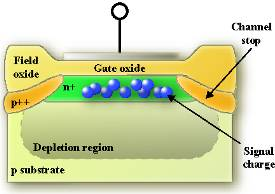 Channel
stop
Field
oxide
Gate oxide
n+
p++
Depletion region
Signal
charge
p substrate